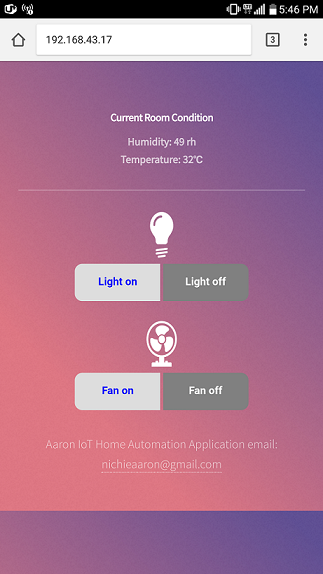 5:46 PM
192.168.43.17
3
Current Room Condition
Humidity: 49 rh
Temperature: 32°C
Light on
Light off
Fan on
Fan off
Aaron IoT Home Automation Application email:
nichieaaron@gmail.com